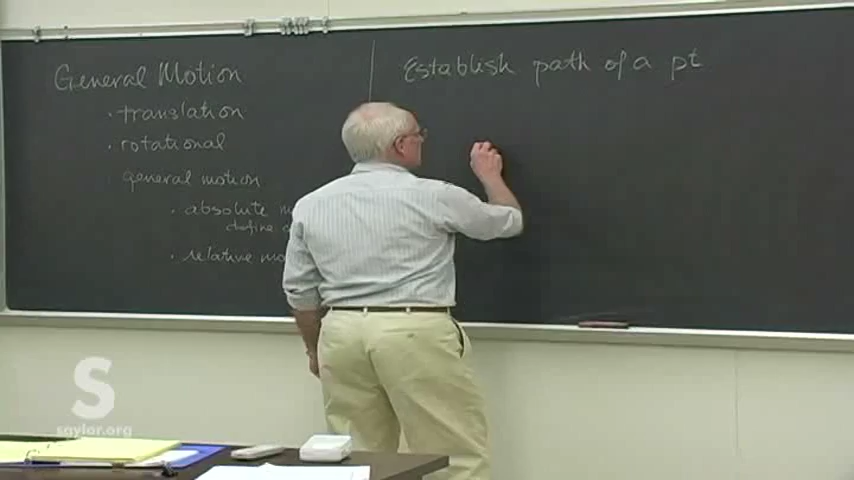 General Motion
· translation
· rotational
general motion
· absolute
define
· relative
Establish path of a pt
S
saylor.org